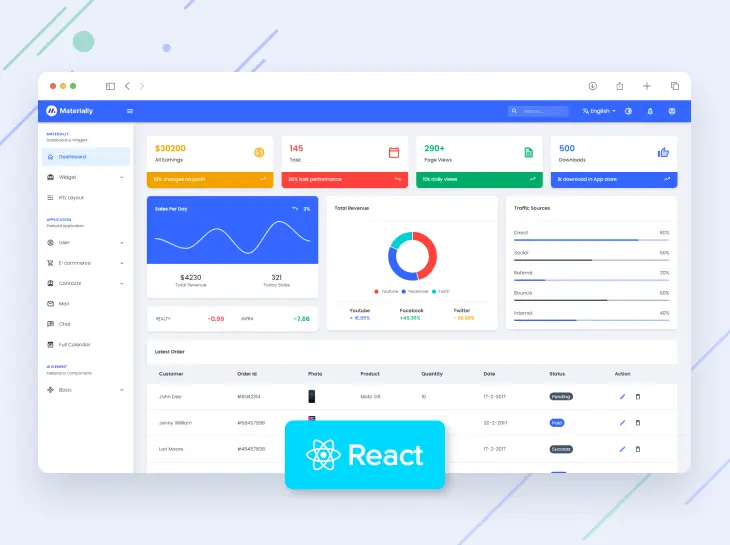 Materially
Search...
English
MATERIALLY
Dashboard & Widgets
Dashboard
Widget
RTL Layout
APPLICATION
Prebuild Application
User
E-commerce
Contacts
Mail
Chat
Full Calender
UI ELEMENT
Material UI Components
Basic
$30200
All Earnings
10% changes on profit
145
Task
28% task performance
290+
Page Views
10% daily views
500
Downloads
1k download in App store
Sales Per Day
3%
$4230
Total Revenue
321
Today Sales
REALTY
-0.99
INFRA
-7.66
Total Revenue
Youtube
Facebook
Twitter
Youtube
+ 16.85%
Facebook
+45.36%
Twitter
- 50.69%
Traffic Sources
Direct
80%
Social
50%
Referral
20%
Bounce
60%
Internet
40%
Latest Order
Customer Order Id Photo Product Quantity Date Status Action
John Deo #81412314 Moto G5 10 17-2-2017 Pending
Jenny William #68457898 20-2-2017 Paid
Lori Moore #45457898 17-2-2017 Success
React